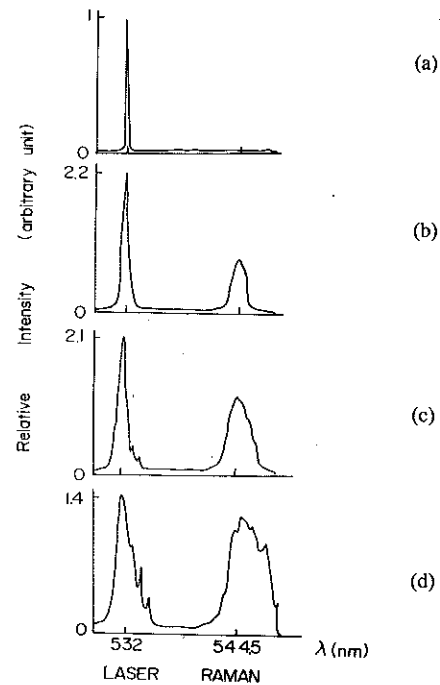 1
0
(a)
2.2
0
(b)
2.1
0
(c)
1.4
0
(d)
Relative Intensity (arbitrary unit)
532 544.5 λ (nm)
LASER RAMAN